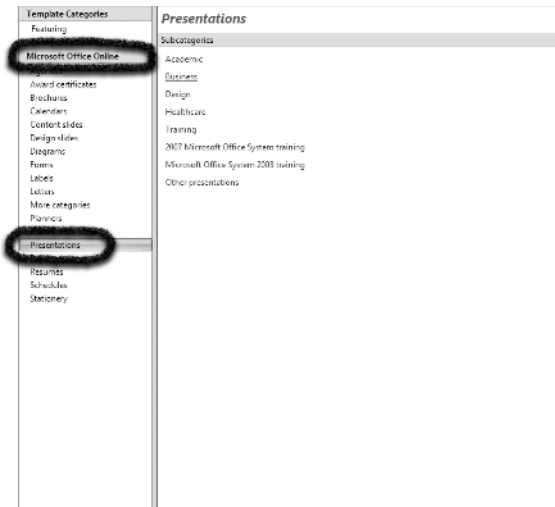 Template Categories
Featuring
Microsoft Office Online
Award certificates
Brochures
Calendars
Content slides
Design slides
Diagrams
Forms
Labels
Letters
More categories
Planners
Presentations
Resumes
Schedules
Stationery
Presentations
Subcategories
Academic
Business
Design
Healthcare
Training
2007 Microsoft Office System training
Microsoft Office System 2003 training
Other presentations